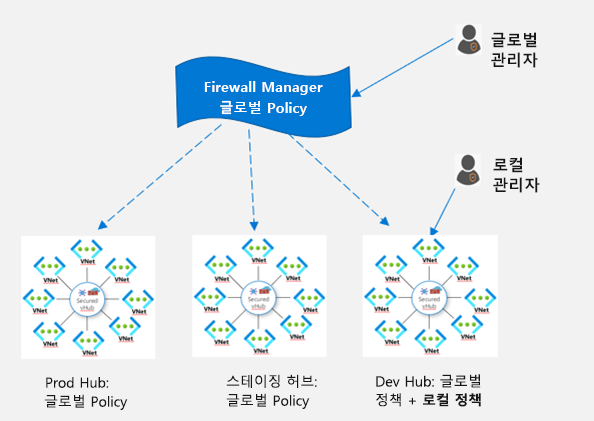 글로벌
관리자
Firewall Manager
글로벌 Policy
로컬
관리자
VNet
VNet
VNet
VNet
VNet
VNet
VNet
VNet
Secured
vHub
VNet
VNet
VNet
VNet
VNet
VNet
VNet
VNet
Secured
vHub
VNet
VNet
VNet
VNet
VNet
VNet
VNet
VNet
Secured
vHub
Prod Hub:
글로벌 Policy
스테이징 허브:
글로벌 Policy
Dev Hub: 글로벌
정책 + 로컬 정책